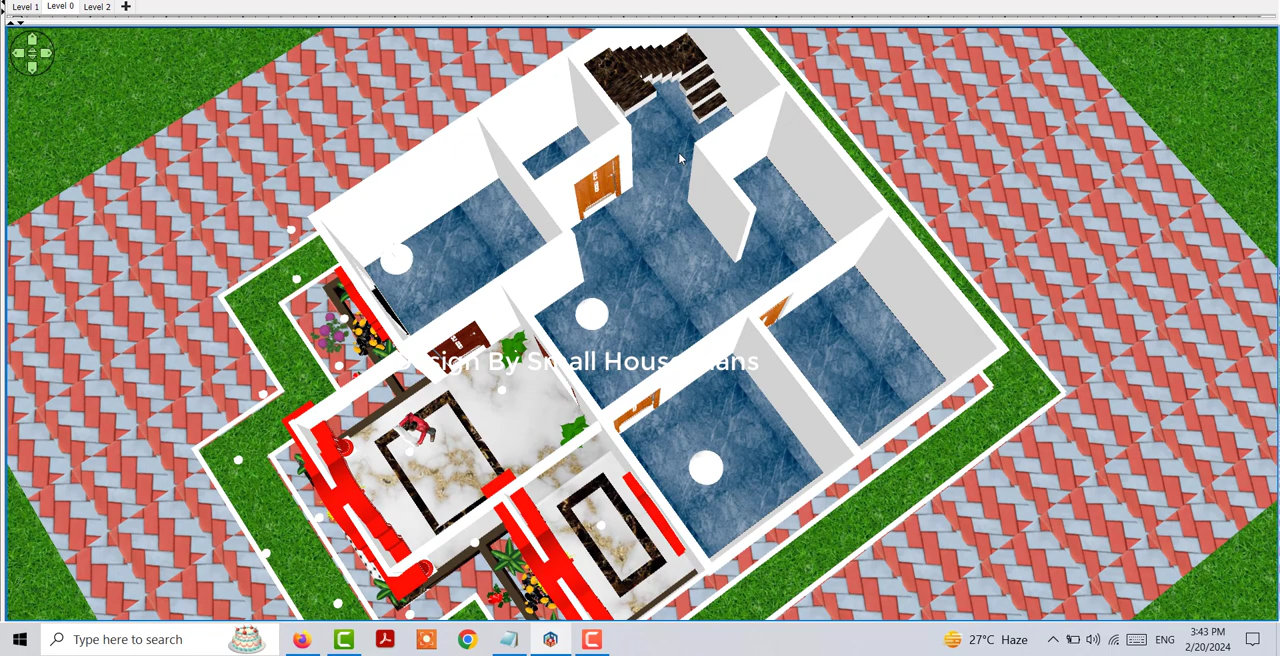 Level 1 Level 0 Level 2
Design By Small House Plans
Type here to search
27°C Haze
ENG
3:43 PM
2/20/2024